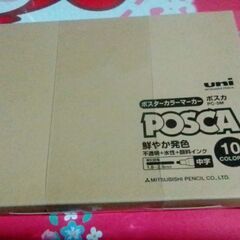 uni
MITSUBISHI PENCIL
ポスターカラーマーカー
ポスカ
PC-5M
POSCA
鮮やか発色
不透明+水性+顔料インク
中字
10
COLORS
MITSUBISHI PENCIL CO., LTD.